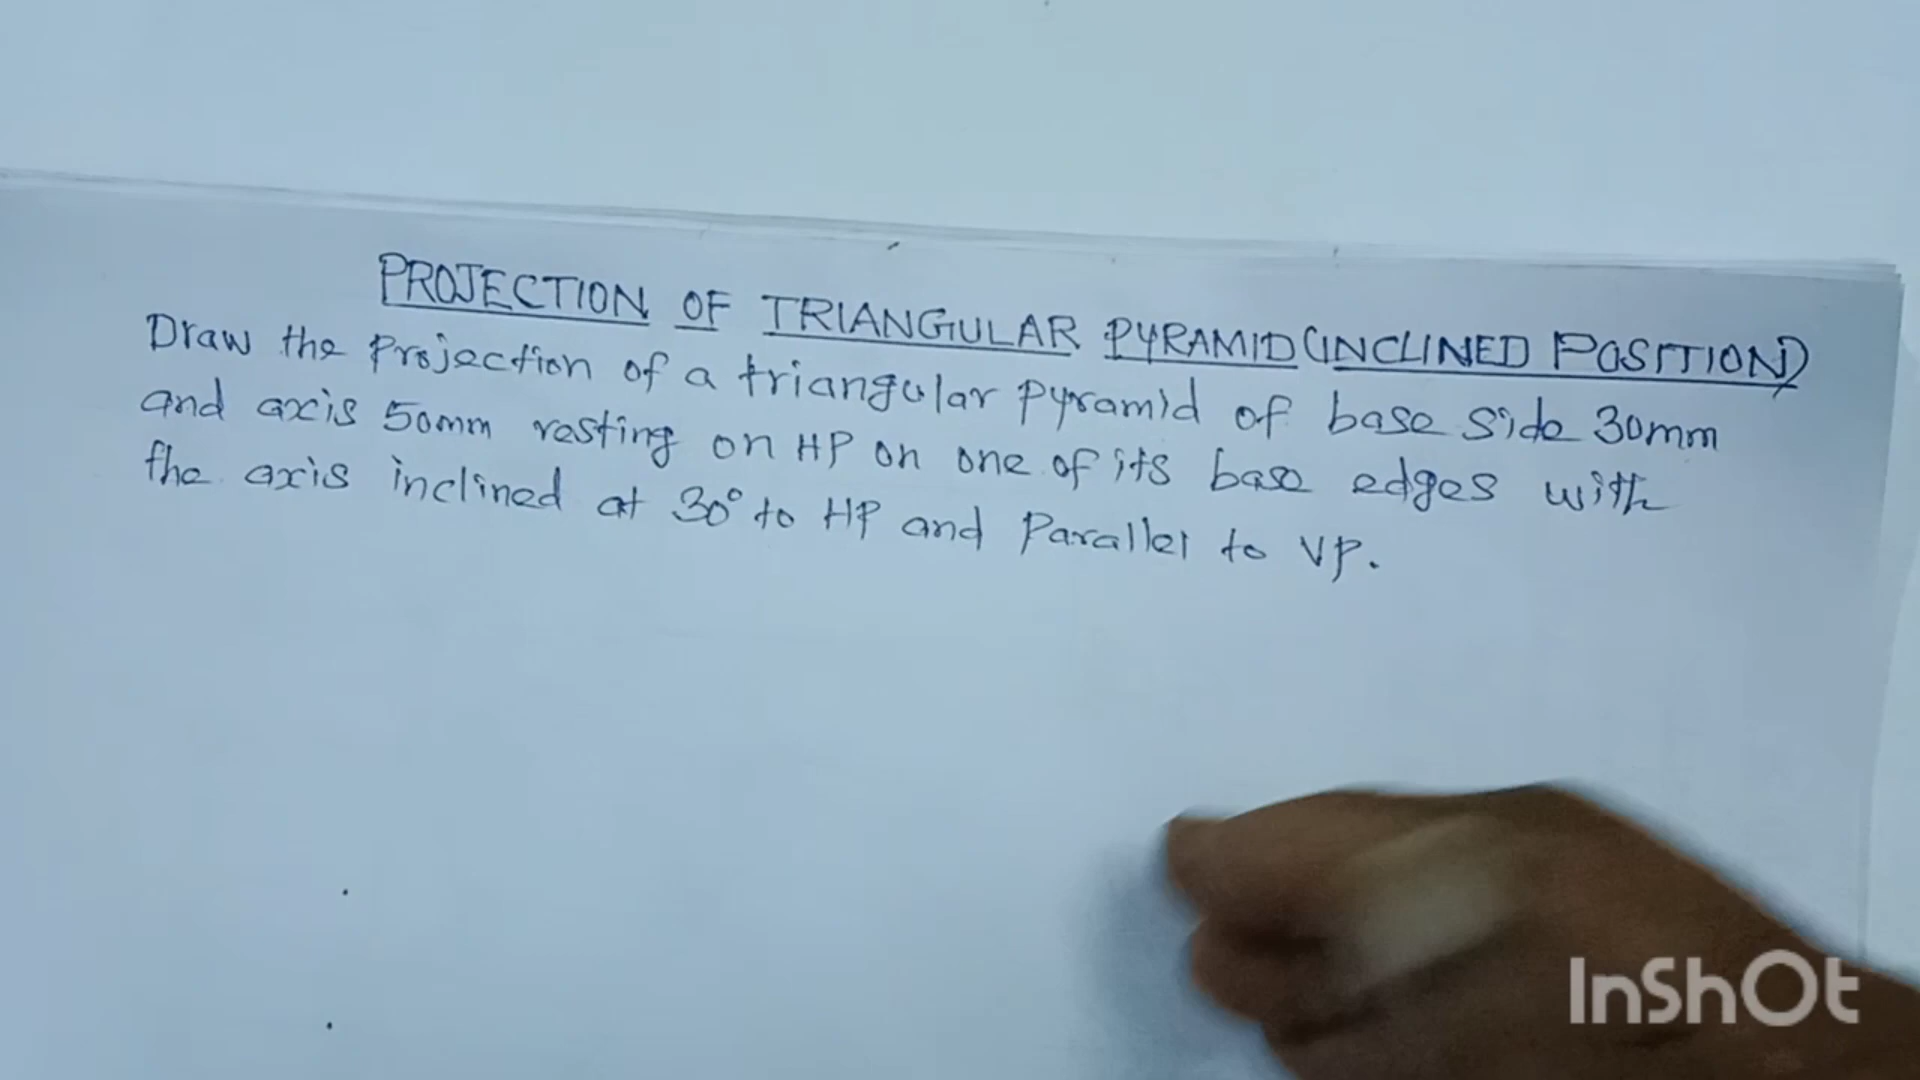 PROJECTION OF TRIANGULAR PYRAMID (INCLINED POSITION)
Draw the projection of a triangular pyramid of base side 30mm
and axis 50mm resting on HP on one of its base edges with
the axis inclined at 30° to HP and parallel to VP.
InShOt